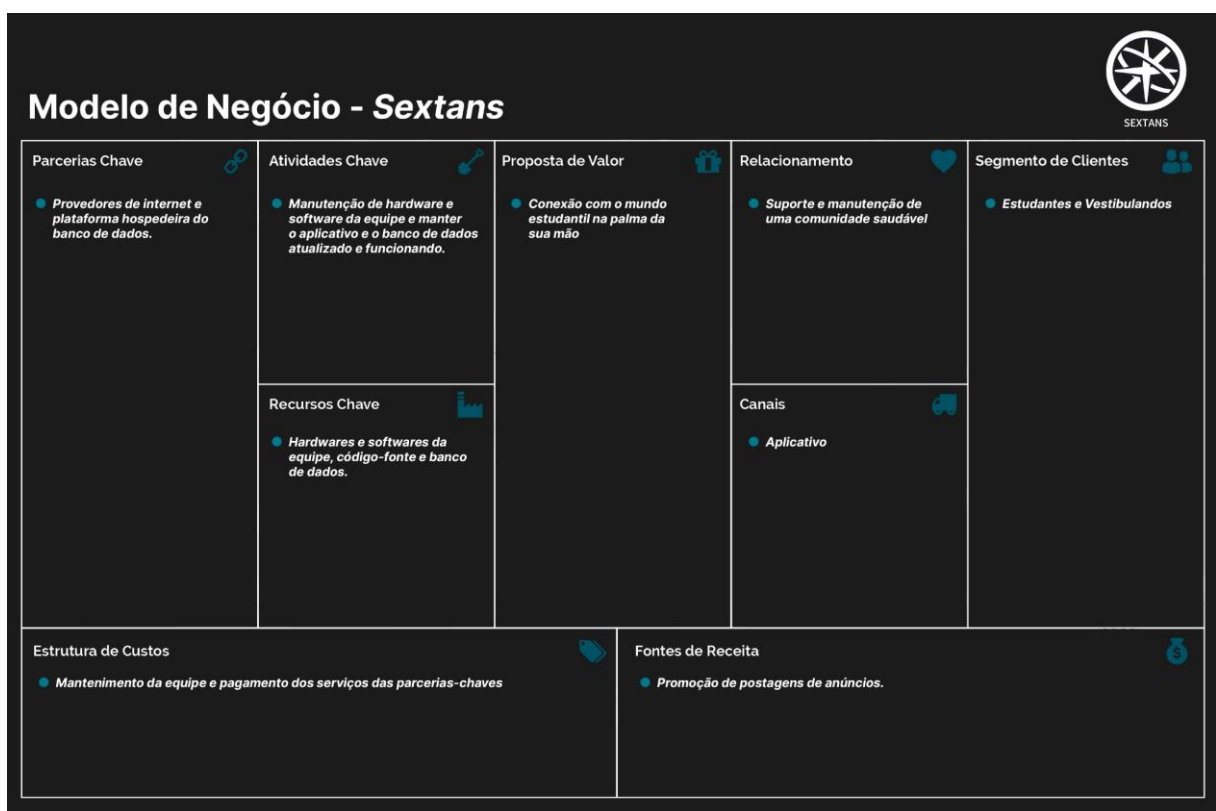 SEXTANS
Modelo de Negócio - Sextans
Parcerias Chave
Provedores de internet e
plataforma hospedeira do
banco de dados.
Atividades Chave
Manutenção de hardware e
software da equipe e manter
o aplicativo e o banco de dados
atualizado e funcionando.
Recursos Chave
Hardwares e softwares da
equipe, código-fonte e banco
de dados.
Proposta de Valor
Conexão com o mundo
estudantil na palma da
sua mão
Relacionamento
Suporte e manutenção de
uma comunidade saudável
Canais
Aplicativo
Segmento de Clientes
Estudantes e Vestibulandos
Estrutura de Custos
Mantenimento da equipe e pagamento dos serviços das parcerias-chaves
Fontes de Receita
Promoção de postagens de anúncios.